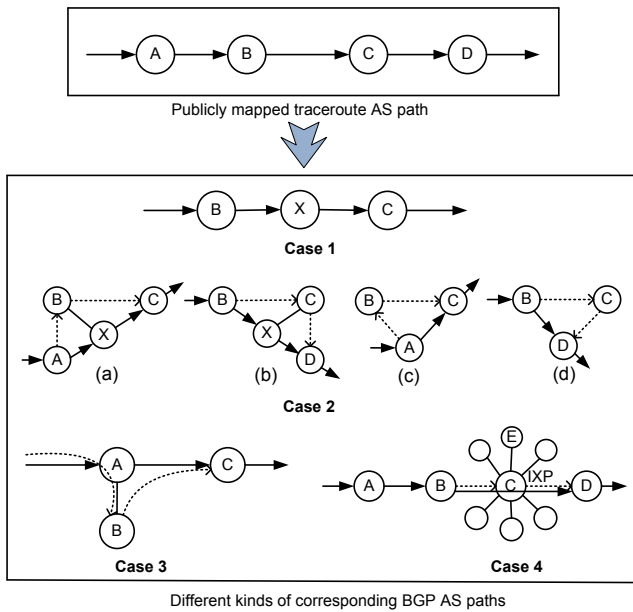 A B C D
Publicly mapped traceroute AS path
B X C
Case 1
B C B C B C B C
X X
A D A D
(a) (b) (c) (d)
Case 2
E
A C A B C IXP D
B
Case 3 Case 4
Different kinds of corresponding BGP AS paths